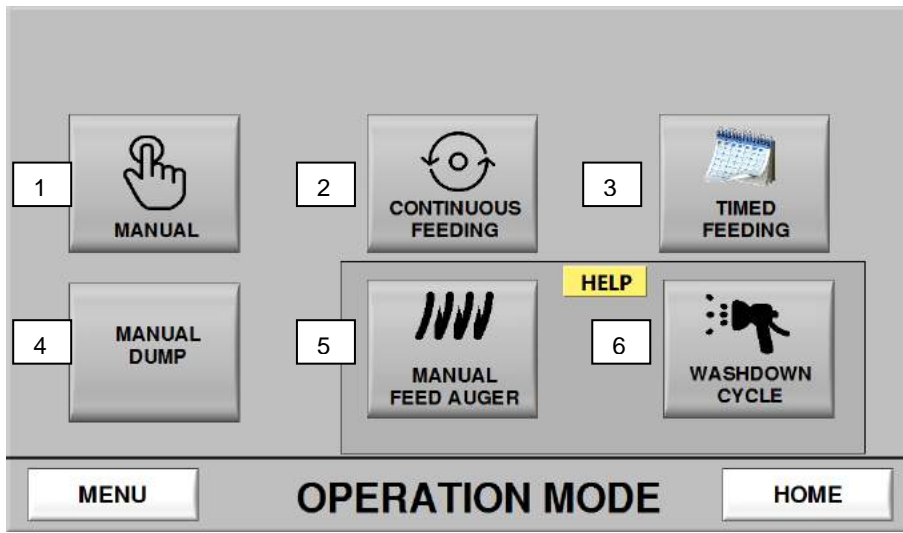 1
MANUAL
2
CONTINUOUS
FEEDING
3
TIMED
FEEDING
4
MANUAL
DUMP
HELP
5
MANUAL
FEED AUGER
6
WASHDOWN
CYCLE
MENU
OPERATION MODE
HOME